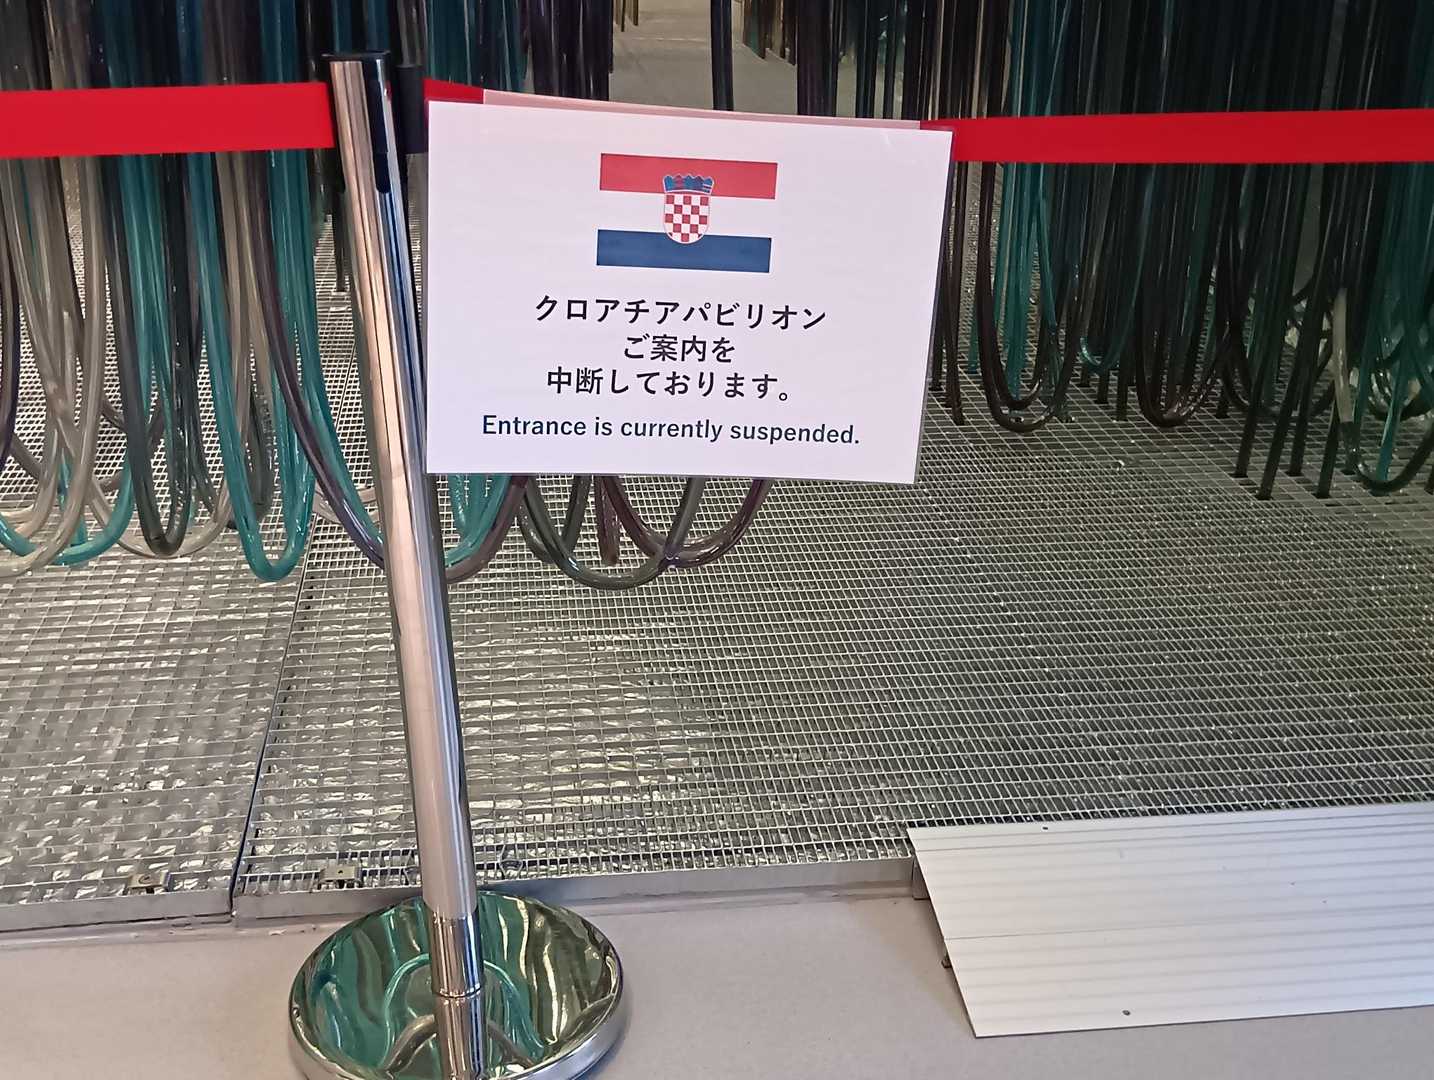 クロアチアパビリオン
ご案内を
中断しております。
Entrance is currently suspended.